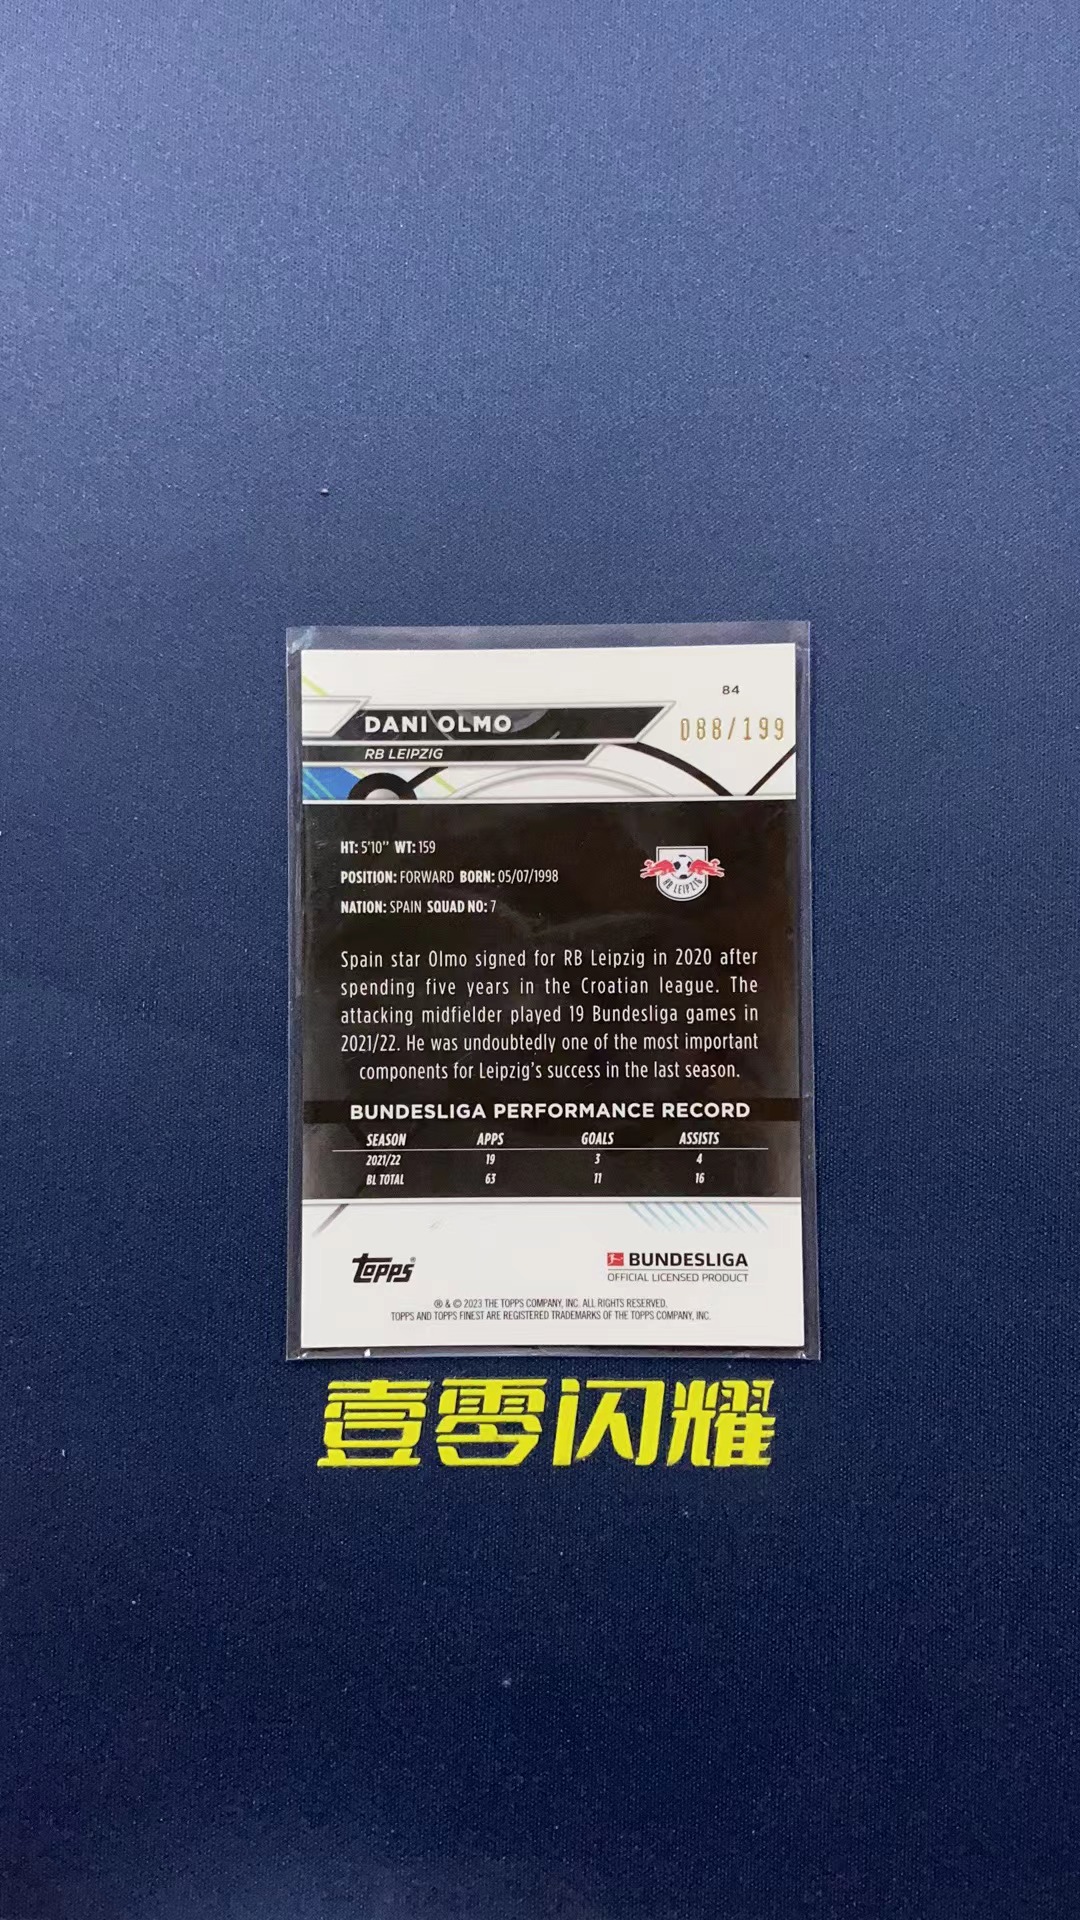 84
DANI OLMO
088/199
RB LEIPZIG
HT: 5'10" WT: 159
POSITION: FORWARD BORN: 05/07/1998
NATION: SPAIN SQUAD NO: 7
RB LEIPZIG
Spain star Olmo signed for RB Leipzig in 2020 after
spending five years in the Croatian league. The
attacking midfielder played 19 Bundesliga games in
2021/22. He was undoubtedly one of the most important
components for Leipzig's success in the last season.
BUNDESLIGA PERFORMANCE RECORD
SEASON APPS GOALS ASSISTS
2021/22 19 3 4
BL TOTAL 63 11 16
topps®
BUNDESLIGA
OFFICIAL LICENSED PRODUCT
® & © 2023 THE TOPPS COMPANY, INC. ALL RIGHTS RESERVED.
TOPPS AND TOPPS FINEST ARE REGISTERED TRADEMARKS OF THE TOPPS COMPANY, INC.
壹零闪耀